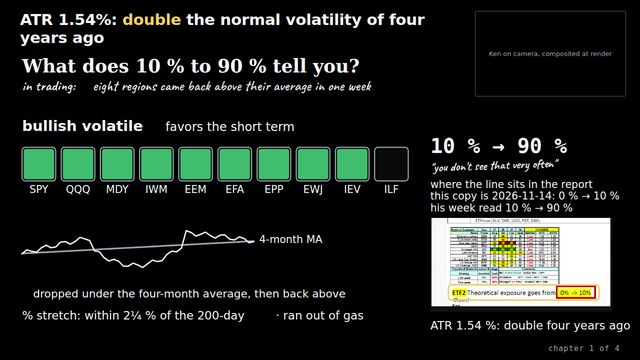 ATR 1.54%: double the normal volatility of four
years ago
Ken on camera, composited at render
What does 10 % to 90 % tell you?
in trading: eight regions came back above their average in one week
bullish volatile favors the short term
SPY QQQ MDY IWM EEM EFA EPP EWJ IEV ILF
4-month MA
dropped under the four-month average, then back above
% stretch: within 2¼ % of the 200-day · ran out of gas
10 % → 90 %
"you don't see that very often"
where the line sits in the report
this copy is 2026-11-14: 0 % → 10 %
his week read 10 % → 90 %
ETF2 Theoretical exposure goes from 0% -> 10%
ATR 1.54 %: double four years ago
chapter 1 of 4